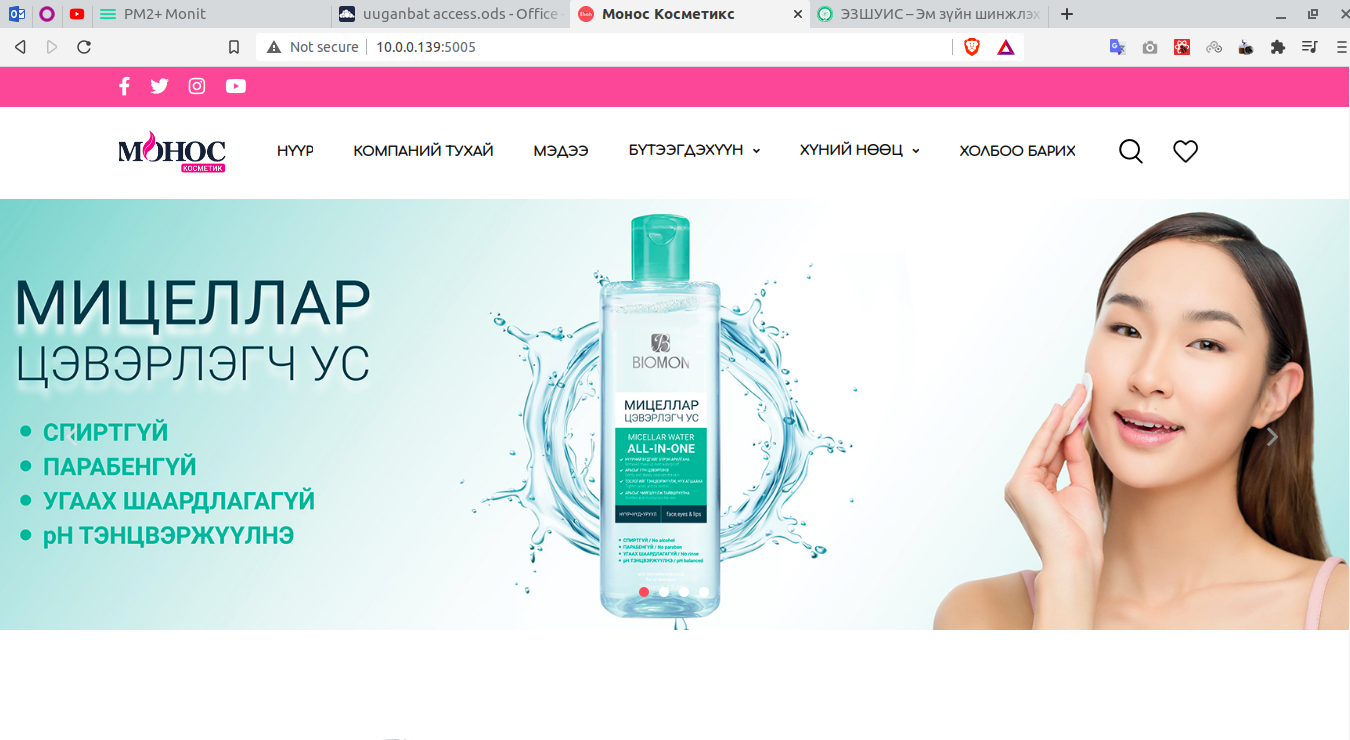 PM2+ Monit
uuganbat access.ods - Office -
Монос Косметикс
ЭЗШУИС – Эм зүйн шинжлэх
Not secure
10.0.0.139:5005
МОНОС
КОСМЕТИК
НҮҮР
КОМПАНИЙ ТУХАЙ
МЭДЭЭ
БҮТЭЭГДЭХҮҮН
ХҮНИЙ НӨӨЦ
ХОЛБОО БАРИХ
МИЦЕЛЛАР
ЦЭВЭРЛЭГЧ УС
СПИРТГҮЙ
ПАРАБЕНГҮЙ
УГААХ ШААРДЛАГАГҮЙ
pH ТЭНЦВЭРЖҮҮЛНЭ
BIOMON
МИЦЕЛЛАР
ЦЭВЭРЛЭГЧ УС
MICELLAR WATER
ALL-IN-ONE
НҮҮР•НҮД•УРУУЛ
face•eyes & lips
СПИРТГҮЙ / No alcohol
ПАРАБЕНГҮЙ / No paraben
УГААХ ШААРДЛАГАГҮЙ / No rinse
pH ТЭНЦВЭРЖҮҮЛНЭ / pH balanced